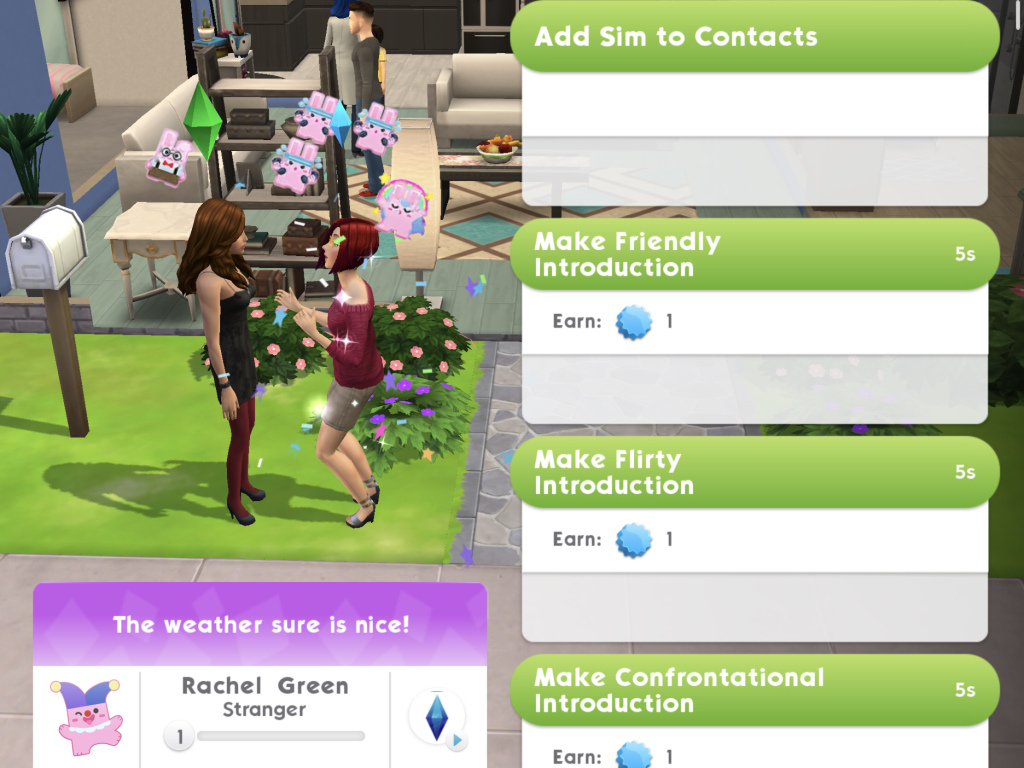 Add Sim to Contacts
Make Friendly
Introduction
5s
Earn: 1
Make Flirty
Introduction
5s
Earn: 1
Make Confrontational
Introduction
5s
Earn: 1
The weather sure is nice!
Rachel Green
Stranger
1